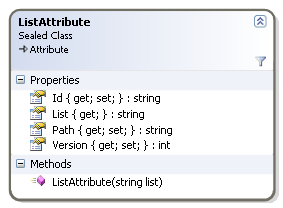 ListAttribute
Sealed Class
Attribute
Properties
Id { get; set; } : string
List { get; } : string
Path { get; set; } : string
Version { get; set; } : int
Methods
ListAttribute(string list)